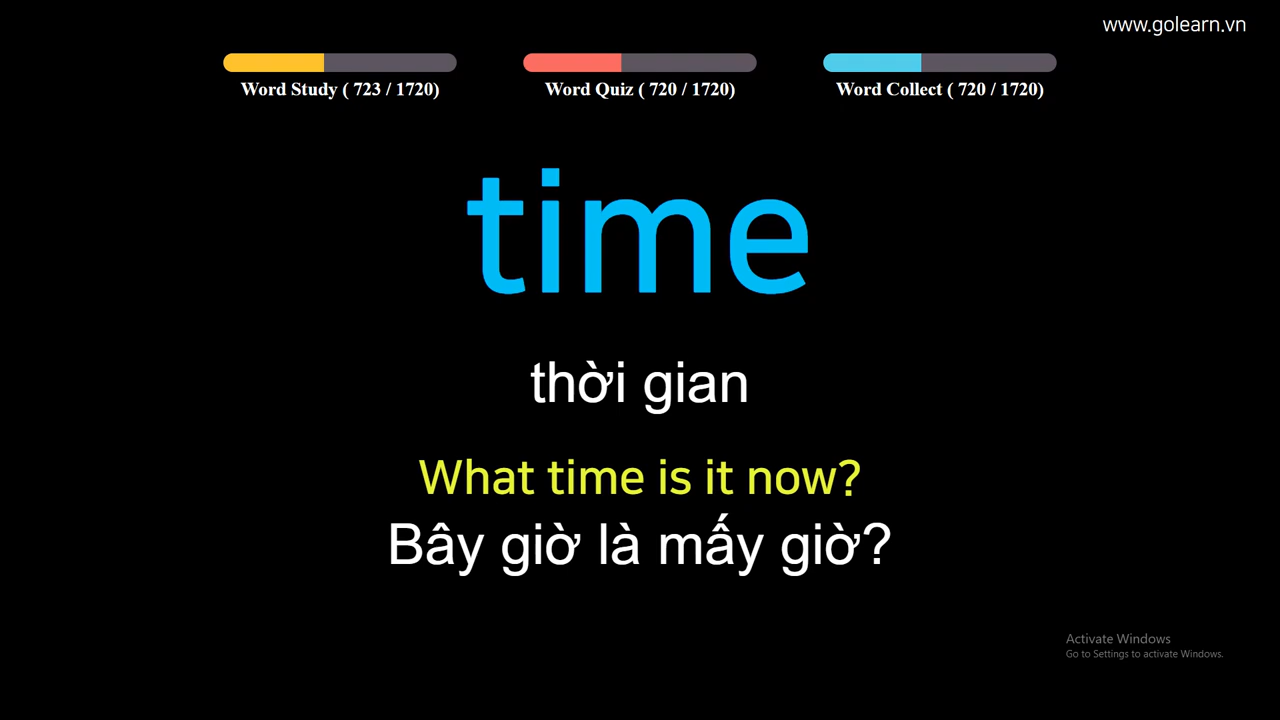 www.golearn.vn
Word Study ( 723 / 1720)
Word Quiz ( 720 / 1720)
Word Collect ( 720 / 1720)
time
thời gian
What time is it now?
Bây giờ là mấy giờ?
Activate Windows
Go to Settings to activate Windows.